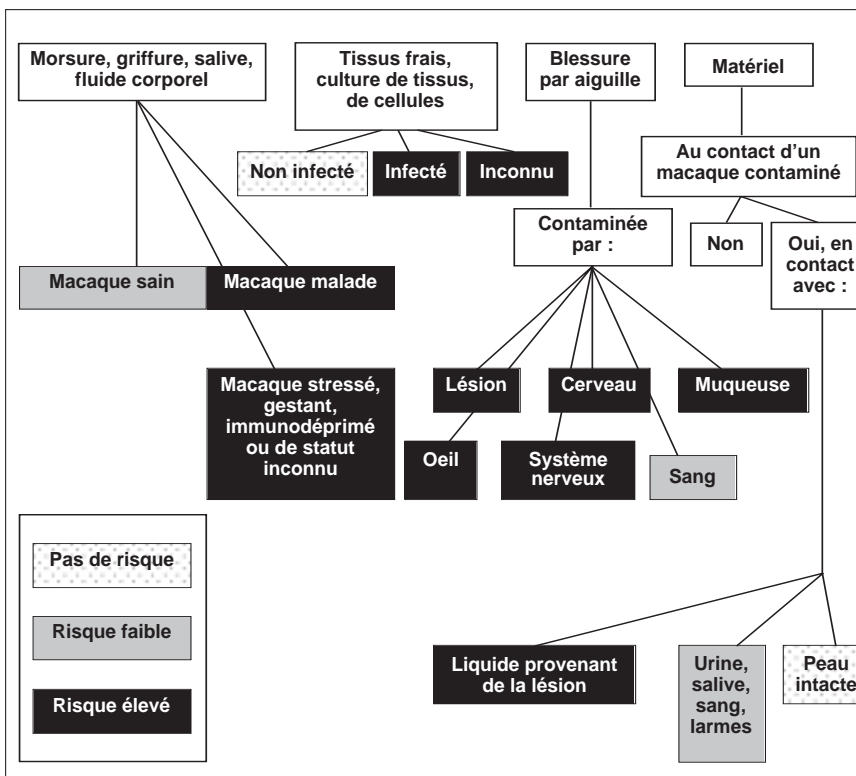 Morsure, griffure, salive,
fluide corporel
Tissus frais,
culture de tissus,
de cellules
Blessure
par aiguille
Matériel
Non infecté
Infecté
Inconnu
Au contact d'un
macaque contaminé
Contaminée
par :
Non
Oui, en
contact
avec :
Macaque sain
Macaque malade
Macaque stressé,
gestant,
immunodéprimé
ou de statut
inconnu
Lésion
Cerveau
Muqueuse
Oeil
Système
nerveux
Sang
Pas de risque
Risque faible
Risque élevé
Liquide provenant
de la lésion
Urine,
salive,
sang,
larmes
Peau
intacte